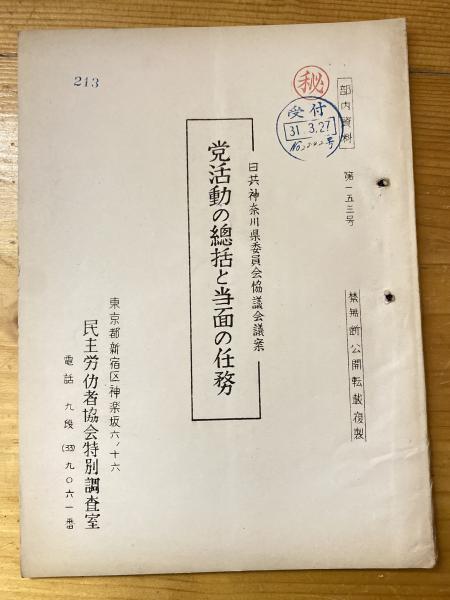 部内資料
第一五三号
禁無断公開転載複製
㊙
受付
31.3.27
213
日共神奈川県委員会協議会議案
党活動の總括と当面の任務
東京都新宿区神楽坂六ノ十六
民主労仂者協会特別調査室
電話 九段(33)九〇六一番